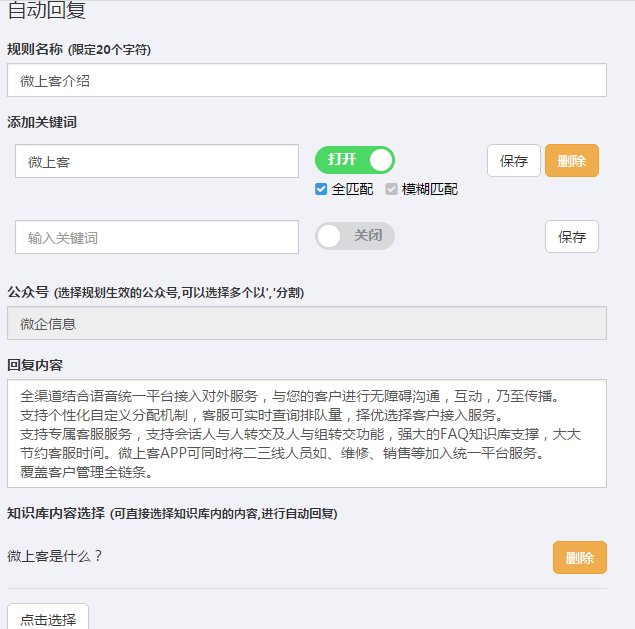 自动回复
规则名称 (限定20个字符)
微上客介绍
添加关键词
微上客 打开 保存 删除
全匹配 模糊匹配
输入关键词 关闭 保存
公众号 (选择规划生效的公众号,可以选择多个以','分割)
微企信息
回复内容
全渠道结合语音统一平台接入对外服务，与您的客户进行无障碍沟通，互动，乃至传播。
支持个性化自定义分配机制，客服可实时查询排队量，择优选择客户接入服务。
支持专属客服服务，支持会话人与人转交及人与组转交功能，强大的FAQ知识库支撑，大大
节约客服时间。微上客APP可同时将二三线人员如、维修、销售等加入统一平台服务。
覆盖客户管理全链条。
知识库内容选择 (可直接选择知识库内的内容,进行自动回复)
微上客是什么？ 删除
点击选择